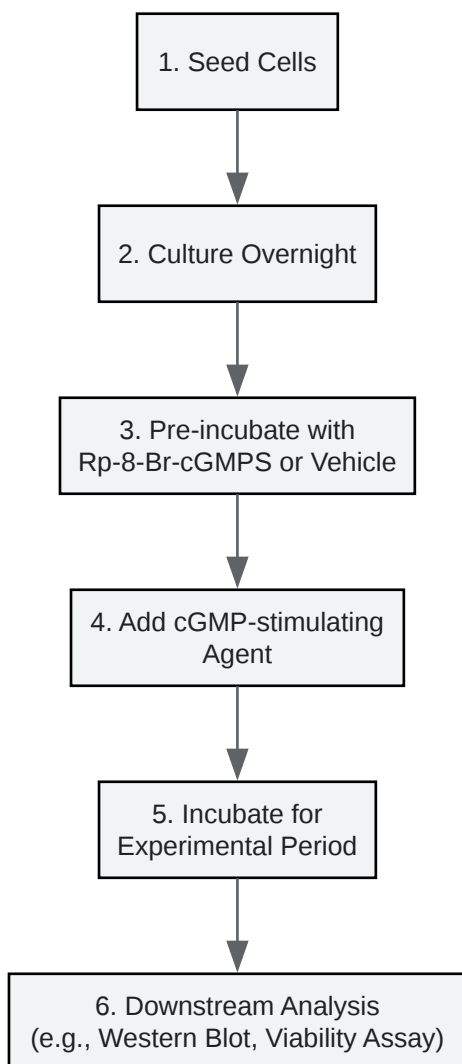 1. Seed Cells
2. Culture Overnight
3. Pre-incubate with
Rp-8-Br-cGMPS or Vehicle
4. Add cGMP-stimulating
Agent
5. Incubate for
Experimental Period
6. Downstream Analysis
(e.g., Western Blot, Viability Assay)